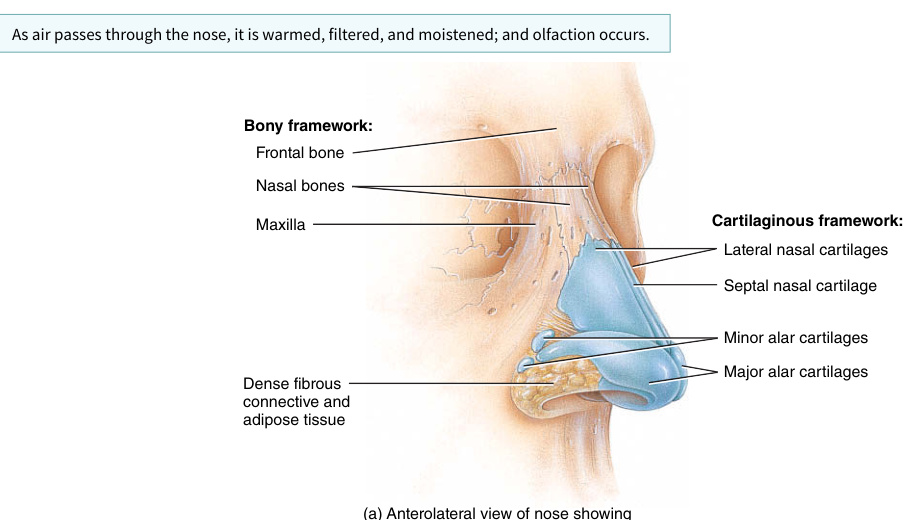 As air passes through the nose, it is warmed, filtered, and moistened; and olfaction occurs.
Bony framework:
Frontal bone
Nasal bones
Maxilla
Cartilaginous framework:
Lateral nasal cartilages
Septal nasal cartilage
Minor alar cartilages
Major alar cartilages
Dense fibrous
connective and
adipose tissue
(a) Anterolateral view of nose showing